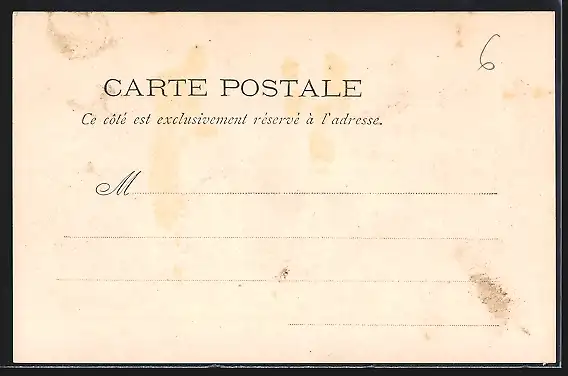 6
CARTE POSTALE
Ce côté est exclusivement réservé à l'adresse.
M